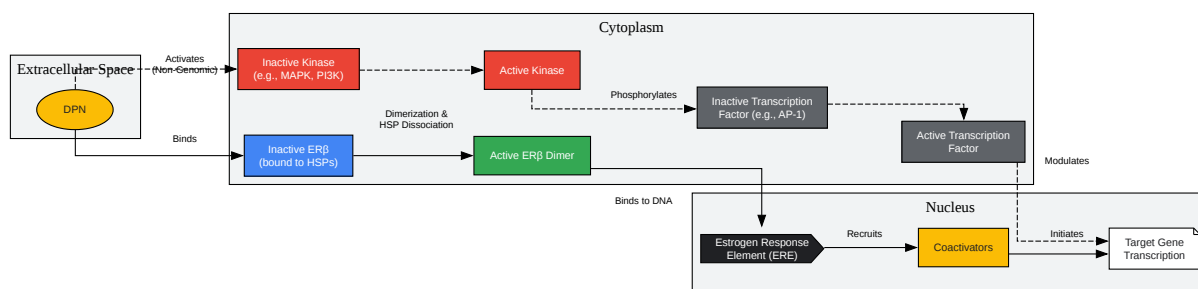 Cytoplasm
Extracellular Space
Activates
(Non-Genomic)
DPN
Binds
Inactive Kinase
(e.g., MAPK, PI3K)
Active Kinase
Phosphorylates
Inactive Transcription
Factor (e.g., AP-1)
Active Transcription
Factor
Modulates
Inactive ERβ
(bound to HSPs)
Dimerization &
HSP Dissociation
Active ERβ Dimer
Binds to DNA
Nucleus
Estrogen Response
Element (ERE)
Recruits
Coactivators
Initiates
Target Gene
Transcription